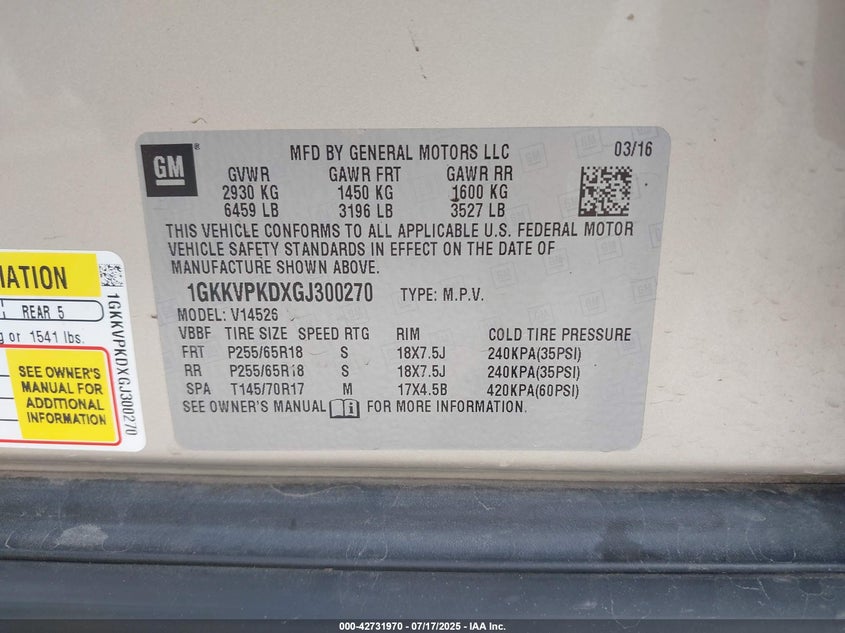 GM
®
MFD BY GENERAL MOTORS LLC 03/16
GVWR GAWR FRT GAWR RR
2930 KG 1450 KG 1600 KG
6459 LB 3196 LB 3527 LB
THIS VEHICLE CONFORMS TO ALL APPLICABLE U.S. FEDERAL MOTOR
VEHICLE SAFETY STANDARDS IN EFFECT ON THE DATE OF
MANUFACTURE SHOWN ABOVE.
1GKKVPKDXGJ300270 TYPE: M.P.V.
MODEL: V14526
VBBF TIRE SIZE SPEED RTG RIM COLD TIRE PRESSURE
FRT P255/65R18 S 18X7.5J 240KPA(35PSI)
RR P255/65R18 S 18X7.5J 240KPA(35PSI)
SPA T145/70R17 M 17X4.5B 420KPA(60PSI)
SEE OWNER'S MANUAL FOR MORE INFORMATION.
REAR 5
or 1541 lbs.
SEE OWNER'S
MANUAL FOR
ADDITIONAL
INFORMATION
1GKKVPKDXGJ300270
000-42731970 - 07/17/2025 - IAA Inc.